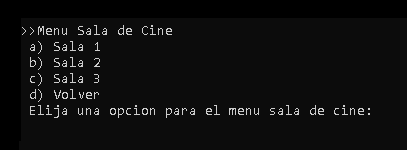 >>Menu Sala de Cine
a) Sala 1
b) Sala 2
c) Sala 3
d) Volver
Elija una opcion para el menu sala de cine: